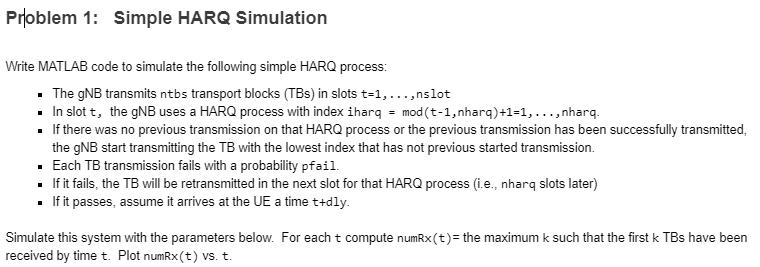 Problem 1: Simple HARQ Simulation
Write MATLAB code to simulate the following simple HARQ process:
▪ The gNB transmits ntbs transport blocks (TBs) in slots t=1,...,nslot
▪ In slot t, the gNB uses a HARQ process with index iharq = mod(t-1,nharq)+1=1,...,nharq.
▪ If there was no previous transmission on that HARQ process or the previous transmission has been successfully transmitted,
the gNB start transmitting the TB with the lowest index that has not previous started transmission.
▪ Each TB transmission fails with a probability pfail.
▪ If it fails, the TB will be retransmitted in the next slot for that HARQ process (i.e., nharq slots later)
▪ If it passes, assume it arrives at the UE a time t+dly.
Simulate this system with the parameters below. For each t compute numRx(t)= the maximum k such that the first k TBs have been
received by time t. Plot numRx(t) vs. t.